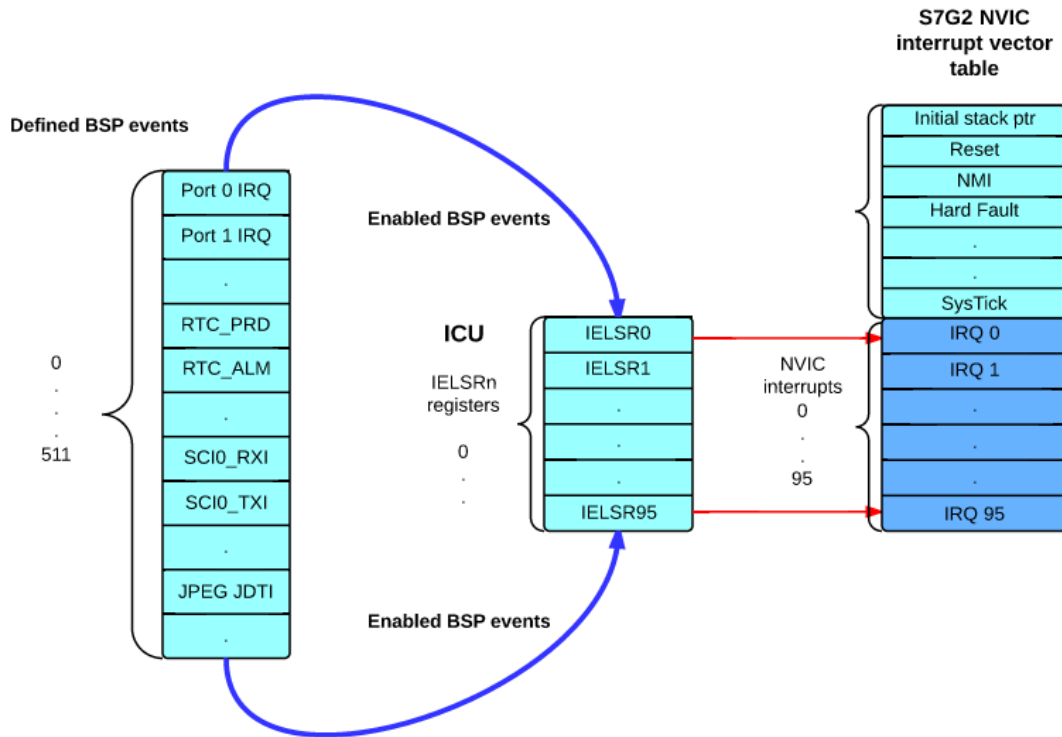 S7G2 NVIC
interrupt vector
table
Defined BSP events
Port 0 IRQ
Port 1 IRQ
.
RTC_PRD
RTC_ALM
.
SCI0_RXI
SCI0_TXI
.
JPEG JDTI
.
0
.
.
.
511
Enabled BSP events
ICU
IELSRn
registers
0
.
.
IELSR0
IELSR1
.
.
.
IELSR95
Enabled BSP events
NVIC
interrupts
0
.
.
95
Initial stack ptr
Reset
NMI
Hard Fault
.
.
SysTick
IRQ 0
IRQ 1
.
.
.
IRQ 95